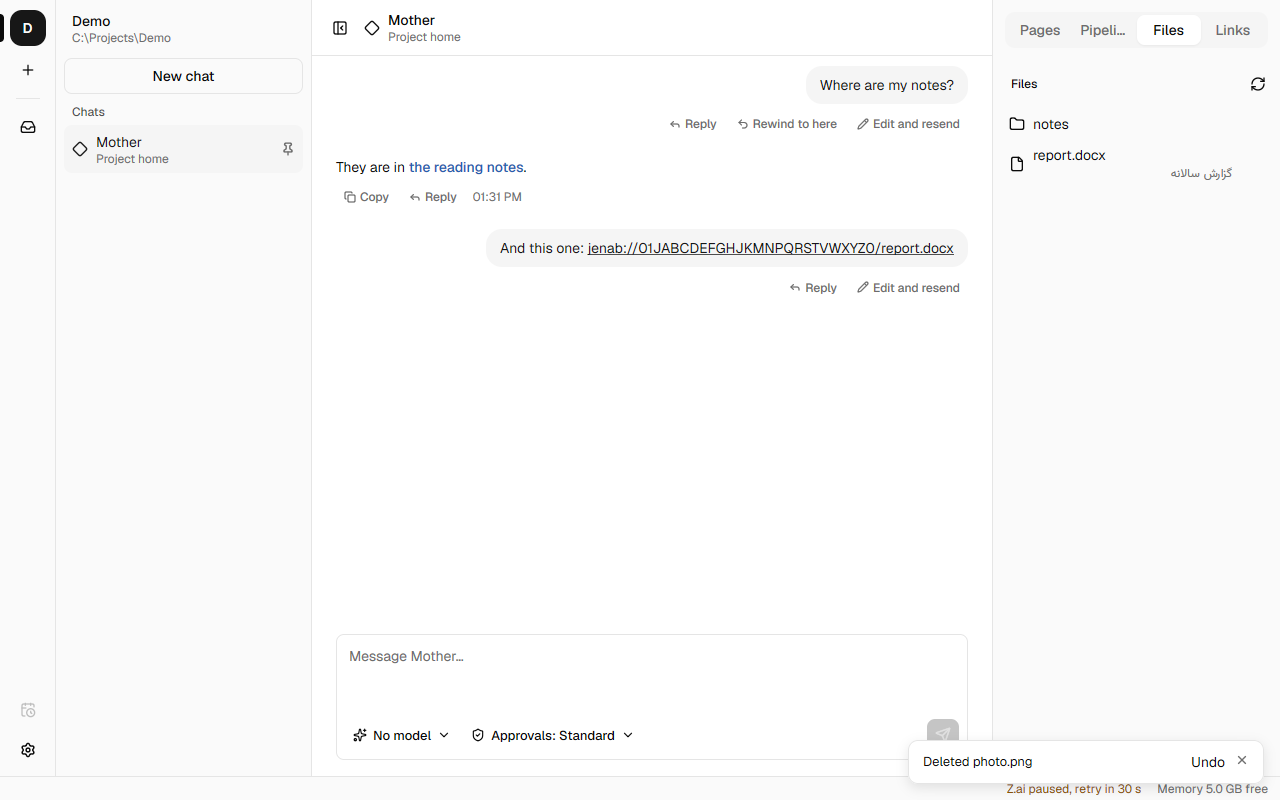 D
Demo
C:\Projects\Demo
New chat
Chats
Mother
Project home
Mother
Project home
Where are my notes?
Reply
Rewind to here
Edit and resend
They are in the reading notes.
Copy
Reply
01:31 PM
And this one: jenab://01JABCDEFGHJKMNPQRSTVWXYZ0/report.docx
Reply
Edit and resend
Message Mother...
No model
Approvals: Standard
Pages
Pipeli...
Files
Links
Files
notes
report.docx
گزارش سالانه
Deleted photo.png
Undo
Z.ai paused, retry in 30 s
Memory 5.0 GB free